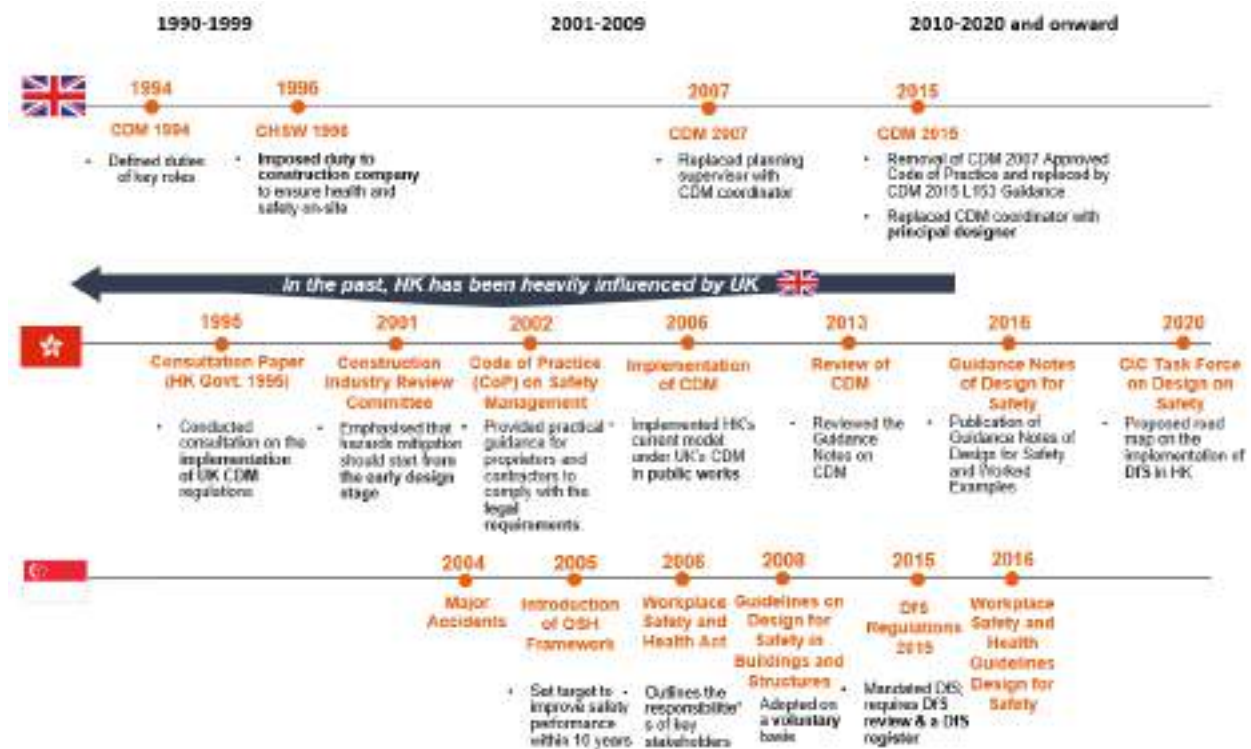 1990-1999
2001-2009
2010-2020 and onward
1994
CDM 1994
• Defined duties
of key roles
1996
CHSW 1996
• Imposed duty to
construction company
to ensure health and
safety on-site
2007
CDM 2007
• Replaced planning
supervisor with
CDM coordinator
2015
CDM 2015
• Removal of CDM 2007 Approved
Code of Practice and replaced by
CDM 2015 L153 Guidance
• Replaced CDM coordinator with
principal designer
In the past, HK has been heavily influenced by UK
1995
Consultation Paper
(HK Govt. 1995)
• Conducted
consultation on the
implementation
of UK CDM
regulations
2001
Construction
Industry Review
Committee
• Emphasised that
hazards mitigation
should start from
the early design
stage
2002
Code of Practice
(CoP) on Safety
Management
• Provided practical
guidance for
proprietors and
contractors to
comply with the
legal
requirements
2006
Implementation
of CDM
• Implemented HK's
current model
under UK's CDM
in public works
2013
Review of
CDM
• Reviewed the
Guidance
Notes on
CDM
2016
Guidance Notes
of Design for
Safety
• Publication of
Guidance Notes of
Design for Safety
and Worked
Examples
2020
CIC Task Force
on Design on
Safety
• Proposed road
map on the
implementation of
DfS in HK
2004
Major
Accidents
2005
Introduction
of OSH
Framework
• Set target to
improve safety
performance
within 10 years
2006
Workplace
Safety and
Health Act
• Outlines the
responsibilitie
s of key
stakeholders
2008
Guidelines on
Design for
Safety in
Buildings and
Structures
• Adopted on
a voluntary
basis
2015
DfS
Regulations
2015
• Mandated DfS;
requires DfS
review & a DfS
register
2016
Workplace
Safety and
Health
Guidelines
Design for
Safety